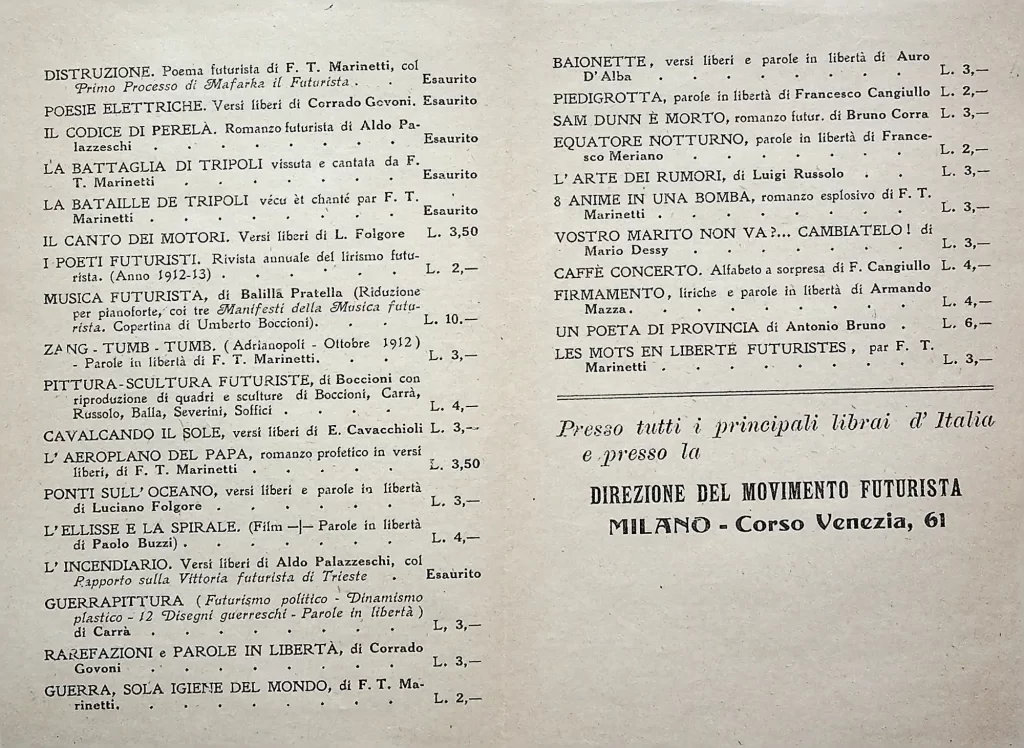 DISTRUZIONE. Poema futurista di F. T. Marinetti, col
Primo Processo di Mafarka il Futurista . . Esaurito
POESIE ELETTRICHE. Versi liberi di Corrado Govoni. Esaurito
IL CODICE DI PERELÀ. Romanzo futurista di Aldo Pa-
lazzeschi . . . . . . . Esaurito
LA BATTAGLIA DI TRIPOLI vissuta e cantata da F.
T. Marinetti . . . . . . Esaurito
LA BATAILLE DE TRIPOLI vécu èt chanté par F. T.
Marinetti . . . . . . . Esaurito
IL CANTO DEI MOTORI. Versi liberi di L. Folgore L. 3,50
I POETI FUTURISTI. Rivista annuale del lirismo futu-
rista. (Anno 1912-13) . . . . . L. 2,—
MUSICA FUTURISTA, di Balilla Pratella (Riduzione
per pianoforte, coi tre Manifesti della Musica futu-
rista. Copertina di Umberto Boccioni). . . L. 10.—
ZANG - TUMB - TUMB. (Adrianopoli - Ottobre 1912)
- Parole in libertà di F. T. Marinetti. . . L. 3,—
PITTURA-SCULTURA FUTURISTE, di Boccioni con
riproduzione di quadri e sculture di Boccioni, Carrà,
Russolo, Balla, Severini, Soffici . . . . L. 4,—
CAVALCANDO IL SOLE, versi liberi di E. Cavacchioli L. 3,—
L' AEROPLANO DEL PAPA, romanzo profetico in versi
liberi, di F. T. Marinetti . . . . L. 3,50
PONTI SULL' OCEANO, versi liberi e parole in libertà
di Luciano Folgore . . . . . L. 3,—
L'ELLISSE E LA SPIRALE. (Film —|— Parole in libertà
di Paolo Buzzi) . . . . . . L. 4,—
L' INCENDIARIO. Versi liberi di Aldo Palazzeschi, col
Rapporto sulla Vittoria futurista di Trieste . Esaurito
GUERRAPITTURA (Futurismo politico - Dinamismo
plastico - 12 Disegni guerreschi - Parole in libertà)
di Carrà . . . . . . . L, 3,—
RAREFAZIONI e PAROLE IN LIBERTÀ, di Corrado
Govoni . . . . . . . L. 3,—
GUERRA, SOLA IGIENE DEL MONDO, di F. T. Ma-
rinetti. . . . . . . . L. 2,—
BAIONETTE, versi liberi e parole in libertà di Auro
D'Alba . . . . . . . L. 3,—
PIEDIGROTTA, parole in libertà di Francesco Cangiullo L. 2,—
SAM DUNN È MORTO, romanzo futur. di Bruno Corra L. 3,—
EQUATORE NOTTURNO, parole in libertà di France-
sco Meriano . . . . . . L. 2,—
L' ARTE DEI RUMORI, di Luigi Russolo . . L. 3,—
8 ANIME IN UNA BOMBA, romanzo esplosivo di F. T.
Marinetti . . . . . . . L. 3,—
VOSTRO MARITO NON VA?... CAMBIATELO! di
Mario Dessy . . . . . . L. 3,—
CAFFÈ CONCERTO. Alfabeto a sorpresa di F. Cangiullo L. 4,—
FIRMAMENTO, liriche e parole in libertà di Armando
Mazza. . . . . . . . L. 4,—
UN POETA DI PROVINCIA di Antonio Bruno . L. 6,—
LES MOTS EN LIBERTÉ FUTURISTES, par F. T.
Marinetti . . . . . . . L. 3,—
Presso tutti i principali librai d' Italia
e presso la
DIREZIONE DEL MOVIMENTO FUTURISTA
MILANO - Corso Venezia, 61